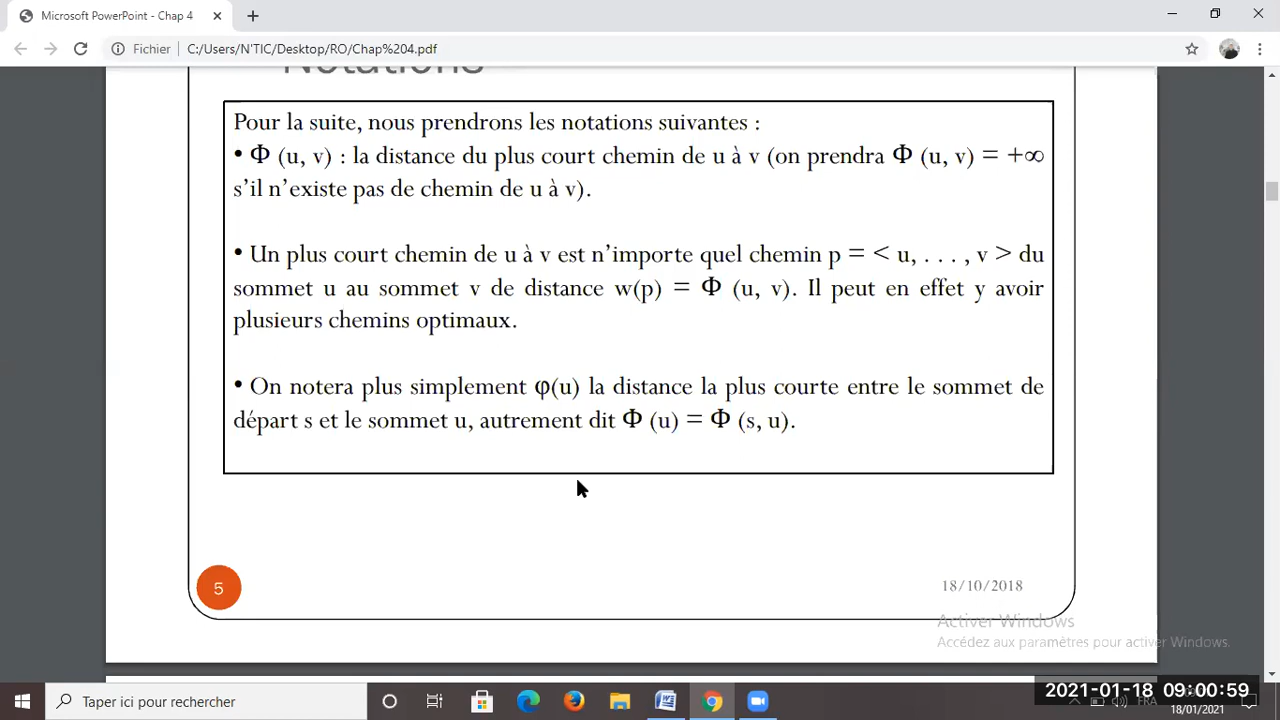 Microsoft PowerPoint - Chap 4
Fichier
C:/Users/N'TIC/Desktop/RO/Chap%204.pdf
Notations
Pour la suite, nous prendrons les notations suivantes :
• Φ (u, v) : la distance du plus court chemin de u à v (on prendra Φ (u, v) = +∞
s’il n’existe pas de chemin de u à v).
• Un plus court chemin de u à v est n’importe quel chemin p = < u, . . . , v > du
sommet u au sommet v de distance w(p) = Φ (u, v). Il peut en effet y avoir
plusieurs chemins optimaux.
• On notera plus simplement φ(u) la distance la plus courte entre le sommet de
départ s et le sommet u, autrement dit Φ (u) = Φ (s, u).
5
18/10/2018
Activer Windows
Accédez aux paramètres pour activer Windows.
Taper ici pour rechercher
2021-01-18 09:00:59
FRA
18/01/2021